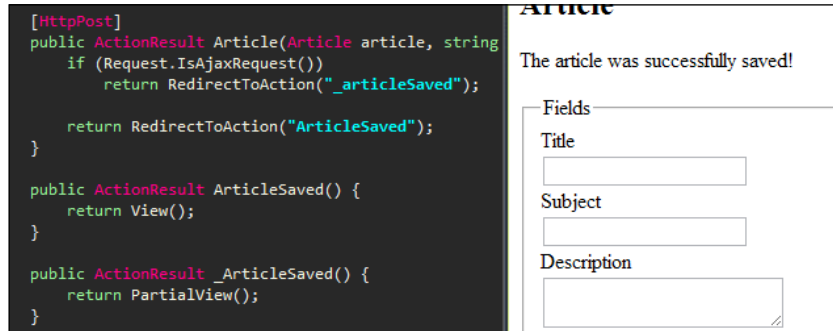 [HttpPost]
public ActionResult Article(Article article, string
if (Request.IsAjaxRequest())
return RedirectToAction("_articleSaved");
return RedirectToAction("ArticleSaved");
}
public ActionResult ArticleSaved() {
return View();
}
public ActionResult _ArticleSaved() {
return PartialView();
}
Article
The article was successfully saved!
Fields
Title
Subject
Description